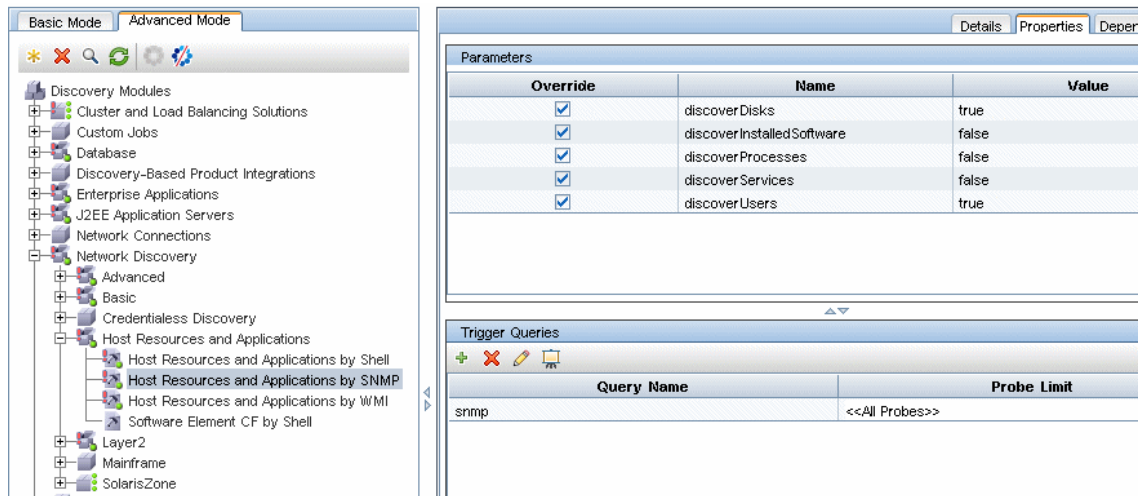 Basic Mode Advanced Mode
Discovery Modules
Cluster and Load Balancing Solutions
Custom Jobs
Database
Discovery-Based Product Integrations
Enterprise Applications
J2EE Application Servers
Network Connections
Network Discovery
Advanced
Basic
Credentialess Discovery
Host Resources and Applications
Host Resources and Applications by Shell
Host Resources and Applications by SNMP
Host Resources and Applications by WMI
Software Element CF by Shell
Layer2
Mainframe
SolarisZone
Details Properties Depen
Parameters
Override Name Value
discoverDisks true
discoverInstalledSoftware false
discoverProcesses false
discoverServices false
discoverUsers true
Trigger Queries
Query Name Probe Limit
snmp <<All Probes>>